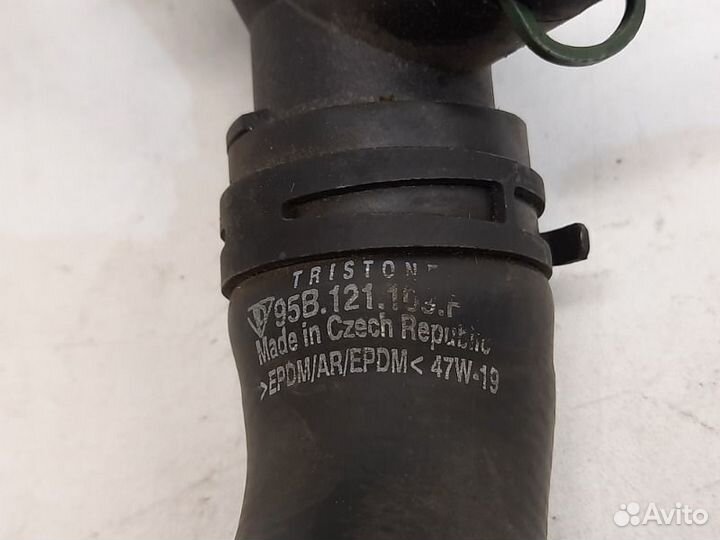 TRISTONE
Made in Czech Republic
>EPDM/AR/EPDM< 47W-19
Avito